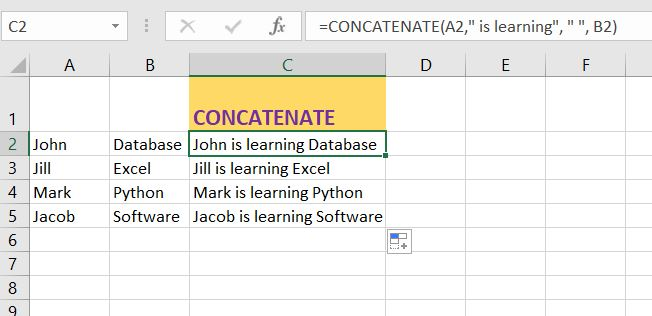 C2 fx =CONCATENATE(A2," is learning", " ", B2)
A B C D E F
1 CONCATENATE
2 John Database John is learning Database
3 Jill Excel Jill is learning Excel
4 Mark Python Mark is learning Python
5 Jacob Software Jacob is learning Software
6
7
8
9